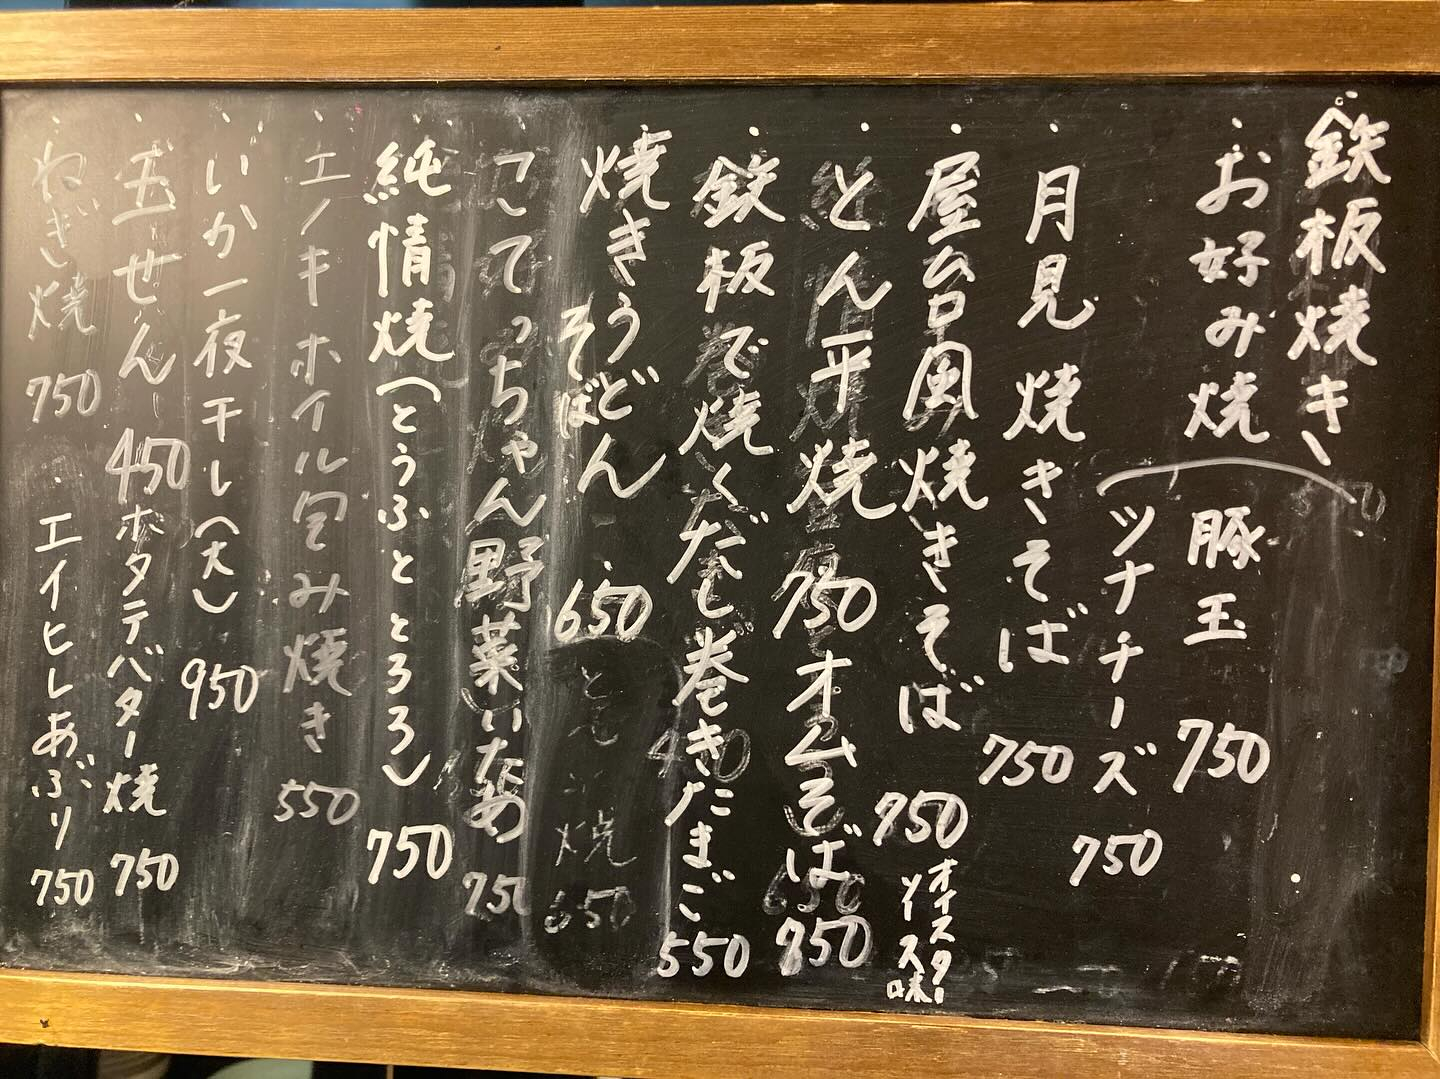 鉄板焼き
・お好み焼 豚玉 750
ツナチーズ 750
・月見焼きそば 750
・屋台風焼きそば 750
オイスターソース味
・とん平焼 750 オムそば 850
・鉄板で焼くだし巻きたまご 550
・焼きうどん 650
そば
・こてっちゃん野菜いため 750
・純情焼(とうふととろろ) 750
・エノキホイル包み焼き 550
・いか一夜干し(大) 950
・玉せん 450 ホタテバター焼 750
・ねぎ焼 750 ・エイヒレあぶり 750